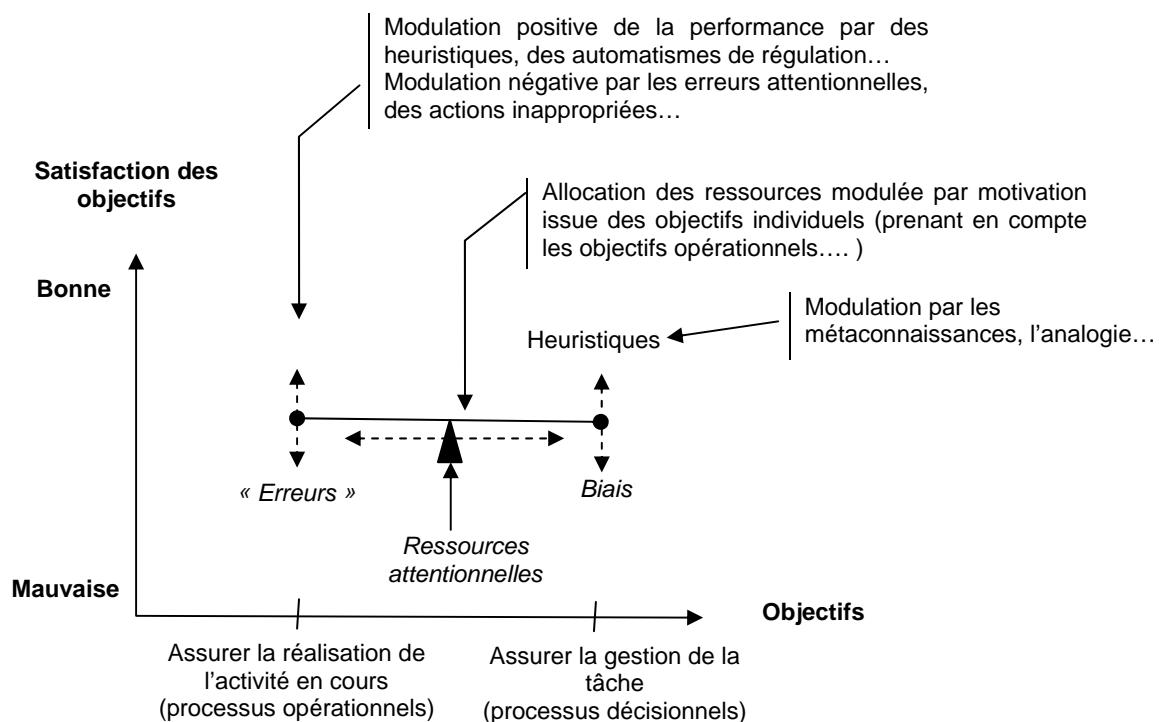 Modulation positive de la performance par des
heuristiques, des automatismes de régulation…
Modulation négative par les erreurs attentionnelles,
des actions inappropriées…
Satisfaction des
objectifs
Allocation des ressources modulée par motivation
issue des objectifs individuels (prenant en compte
les objectifs opérationnels…. )
Bonne
Modulation par les
métaconnaissances, l’analogie…
Heuristiques
« Erreurs »
Biais
Ressources
attentionnelles
Mauvaise
Objectifs
Assurer la réalisation de
l’activité en cours
(processus opérationnels)
Assurer la gestion de la
tâche
(processus décisionnels)